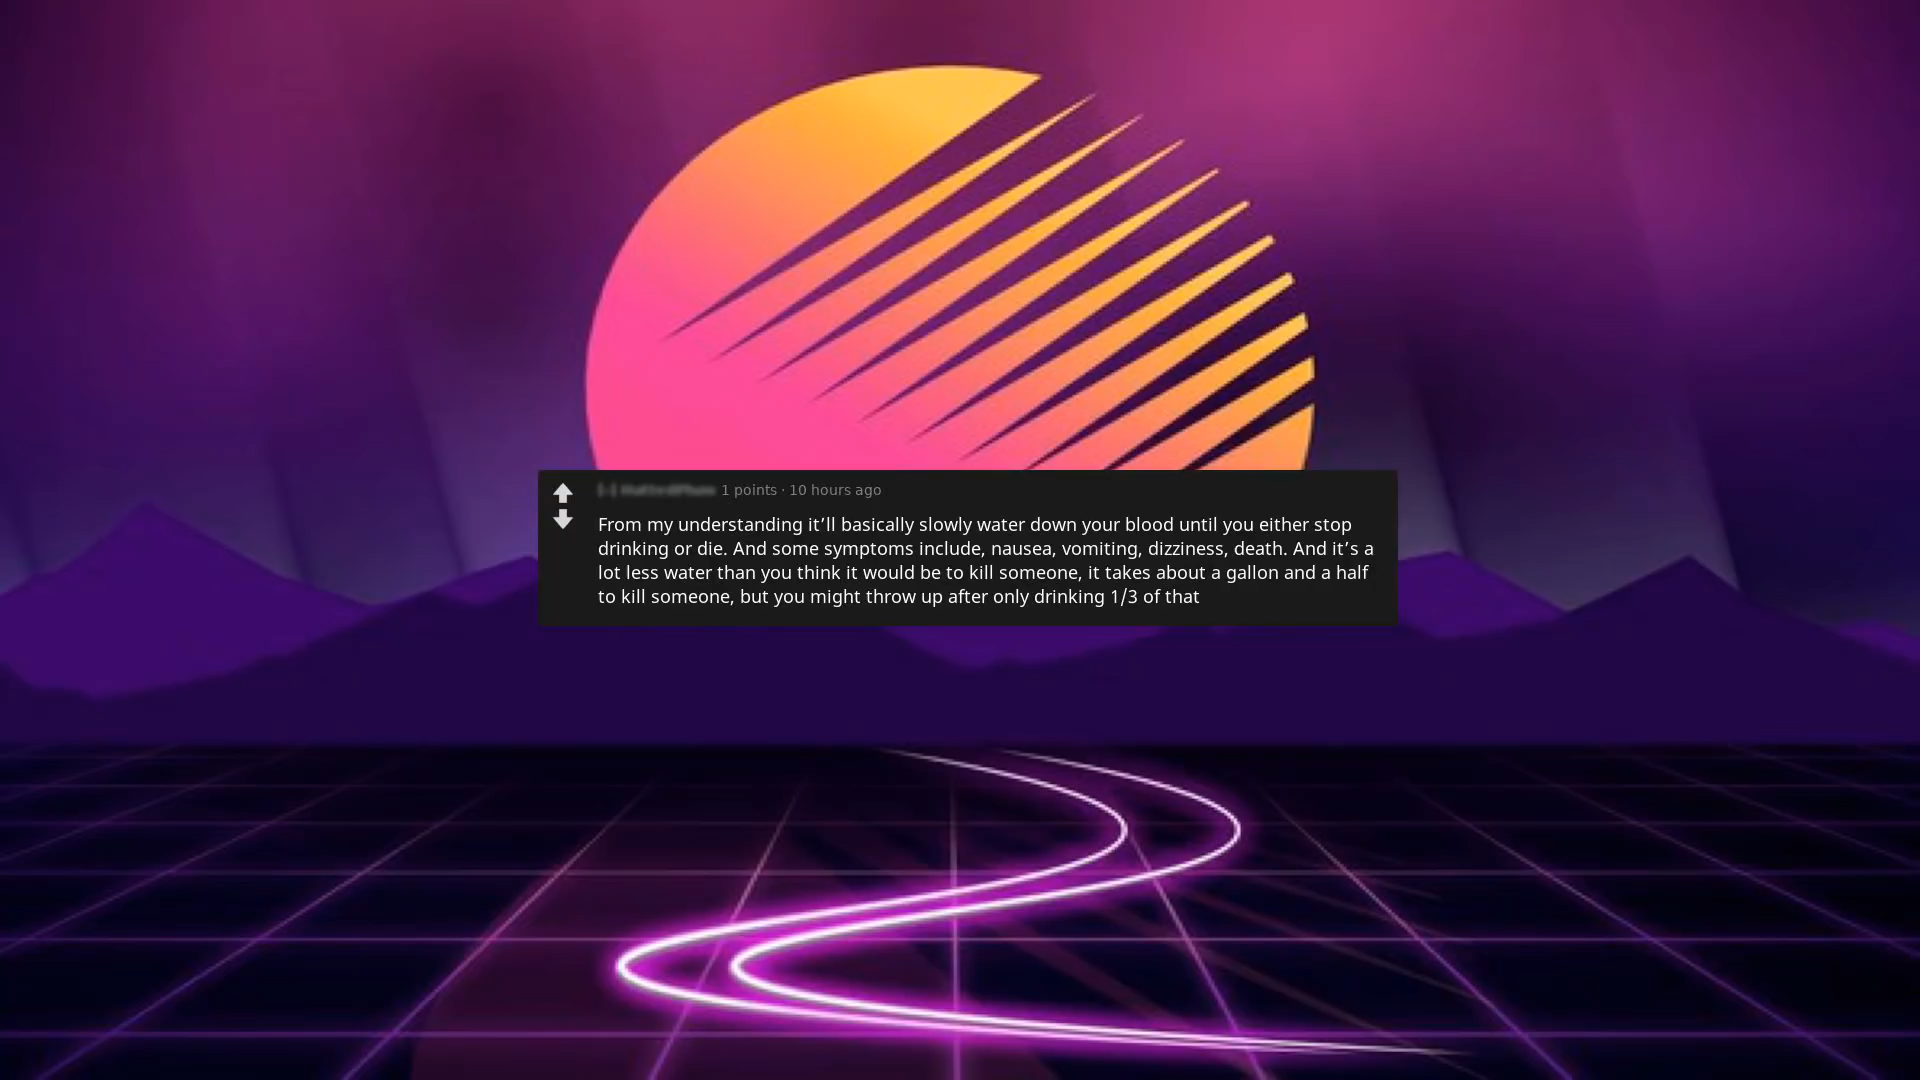 1 points · 10 hours ago
From my understanding it’ll basically slowly water down your blood until you either stop
drinking or die. And some symptoms include, nausea, vomiting, dizziness, death. And it’s a
lot less water than you think it would be to kill someone, it takes about a gallon and a half
to kill someone, but you might throw up after only drinking 1/3 of that